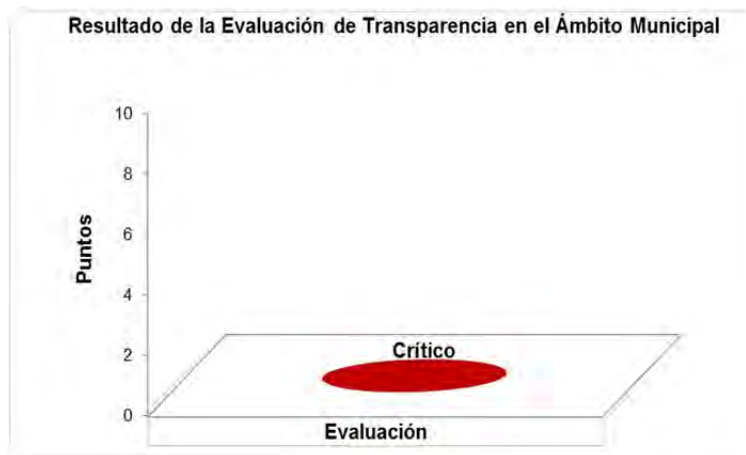 Resultado de la Evaluación de Transparencia en el Ámbito Municipal
10
8
6
4
2
0
Puntos
Crítico
Evaluación